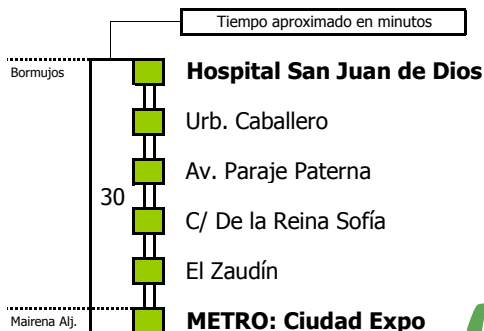 Tiempo aproximado en minutos
Bormujos
Hospital San Juan de Dios
Urb. Caballero
Av. Paraje Paterna
30
C/ De la Reina Sofía
El Zaudín
Mairena Alj.
METRO: Ciudad Expo